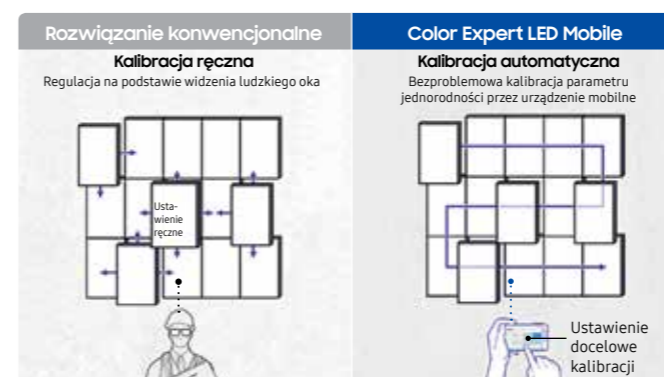 Rozwiązanie konwencjonalne
Kalibracja ręczna
Regulacja na podstawie widzenia ludzkiego oka
Usta-
wienie
ręczne
Color Expert LED Mobile
Kalibracja automatyczna
Bezproblemowa kalibracja parametru
jednorodności przez urządzenie mobilne
Ustawienie
docelowe
kalibracji